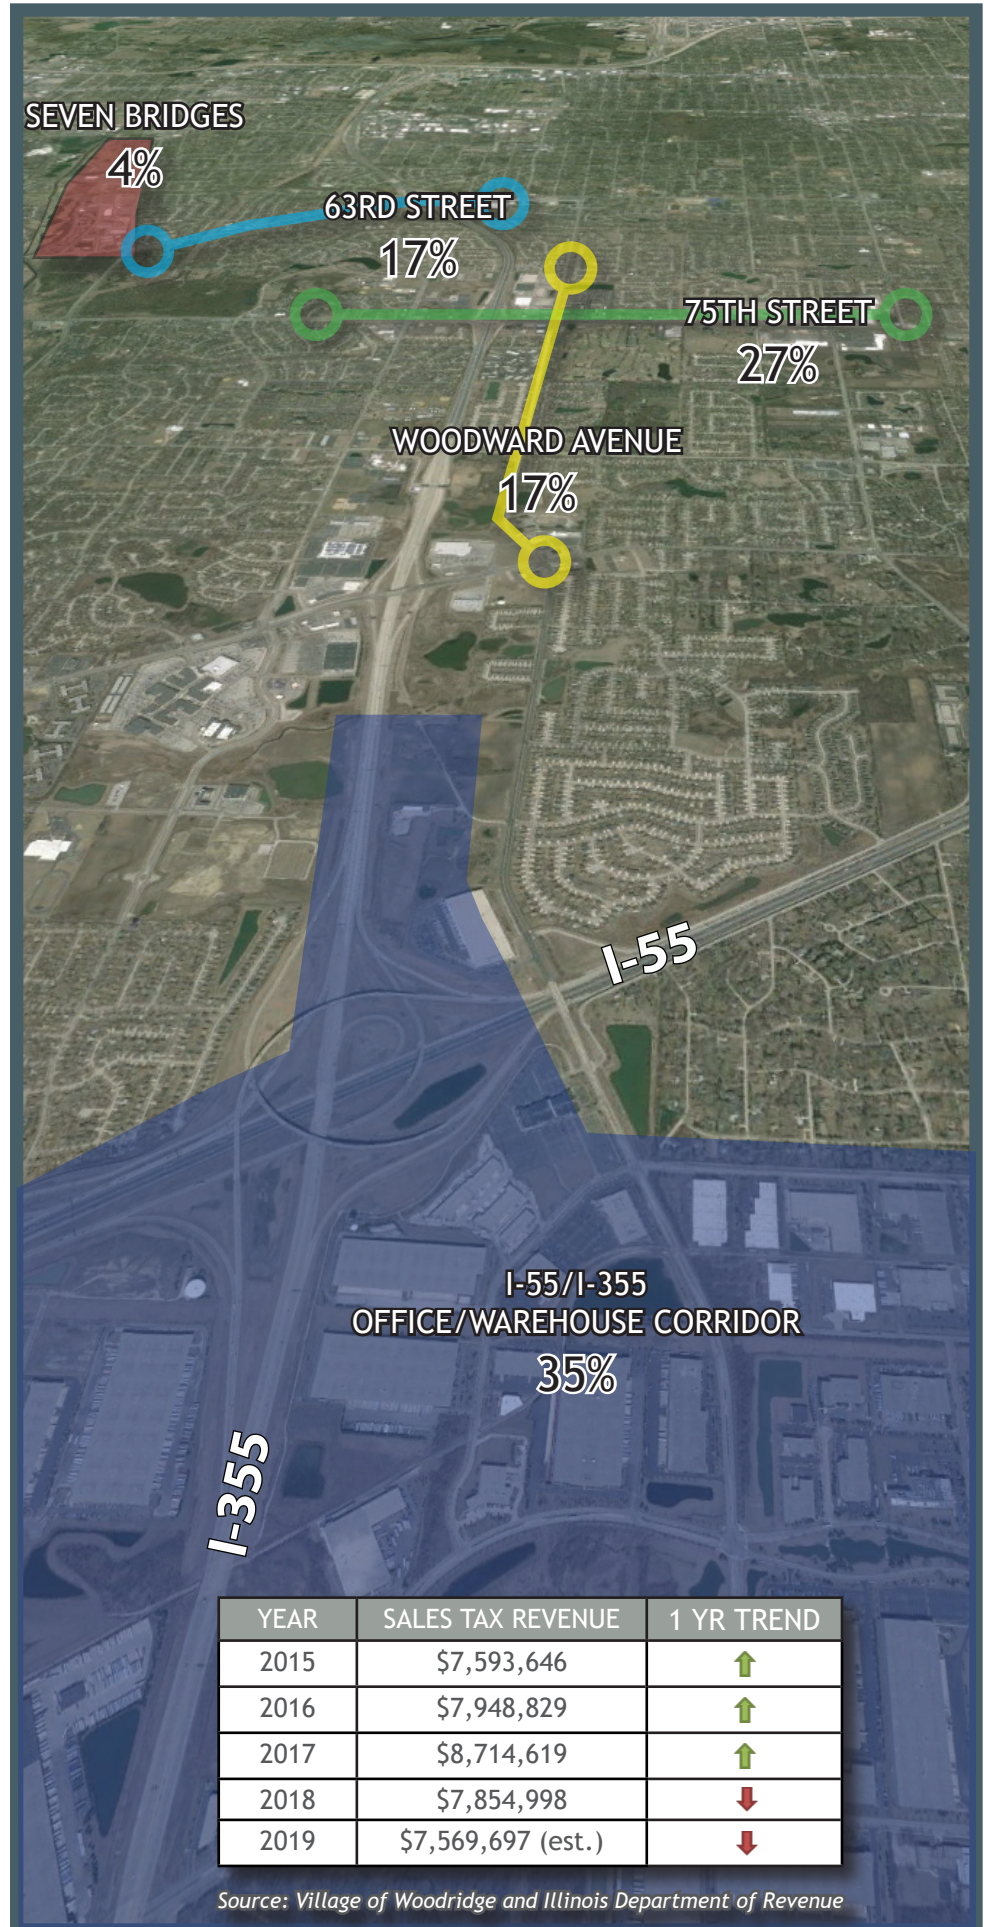 SEVEN BRIDGES
4%
63RD STREET
17%
75TH STREET
27%
WOODWARD AVENUE
17%
I-55
I-55/I-355
OFFICE/WAREHOUSE CORRIDOR
35%
I-355
YEAR SALES TAX REVENUE 1 YR TREND
2015 $7,593,646
2016 $7,948,829
2017 $8,714,619
2018 $7,854,998
2019 $7,569,697 (est.)
Source: Village of Woodridge and Illinois Department of Revenue